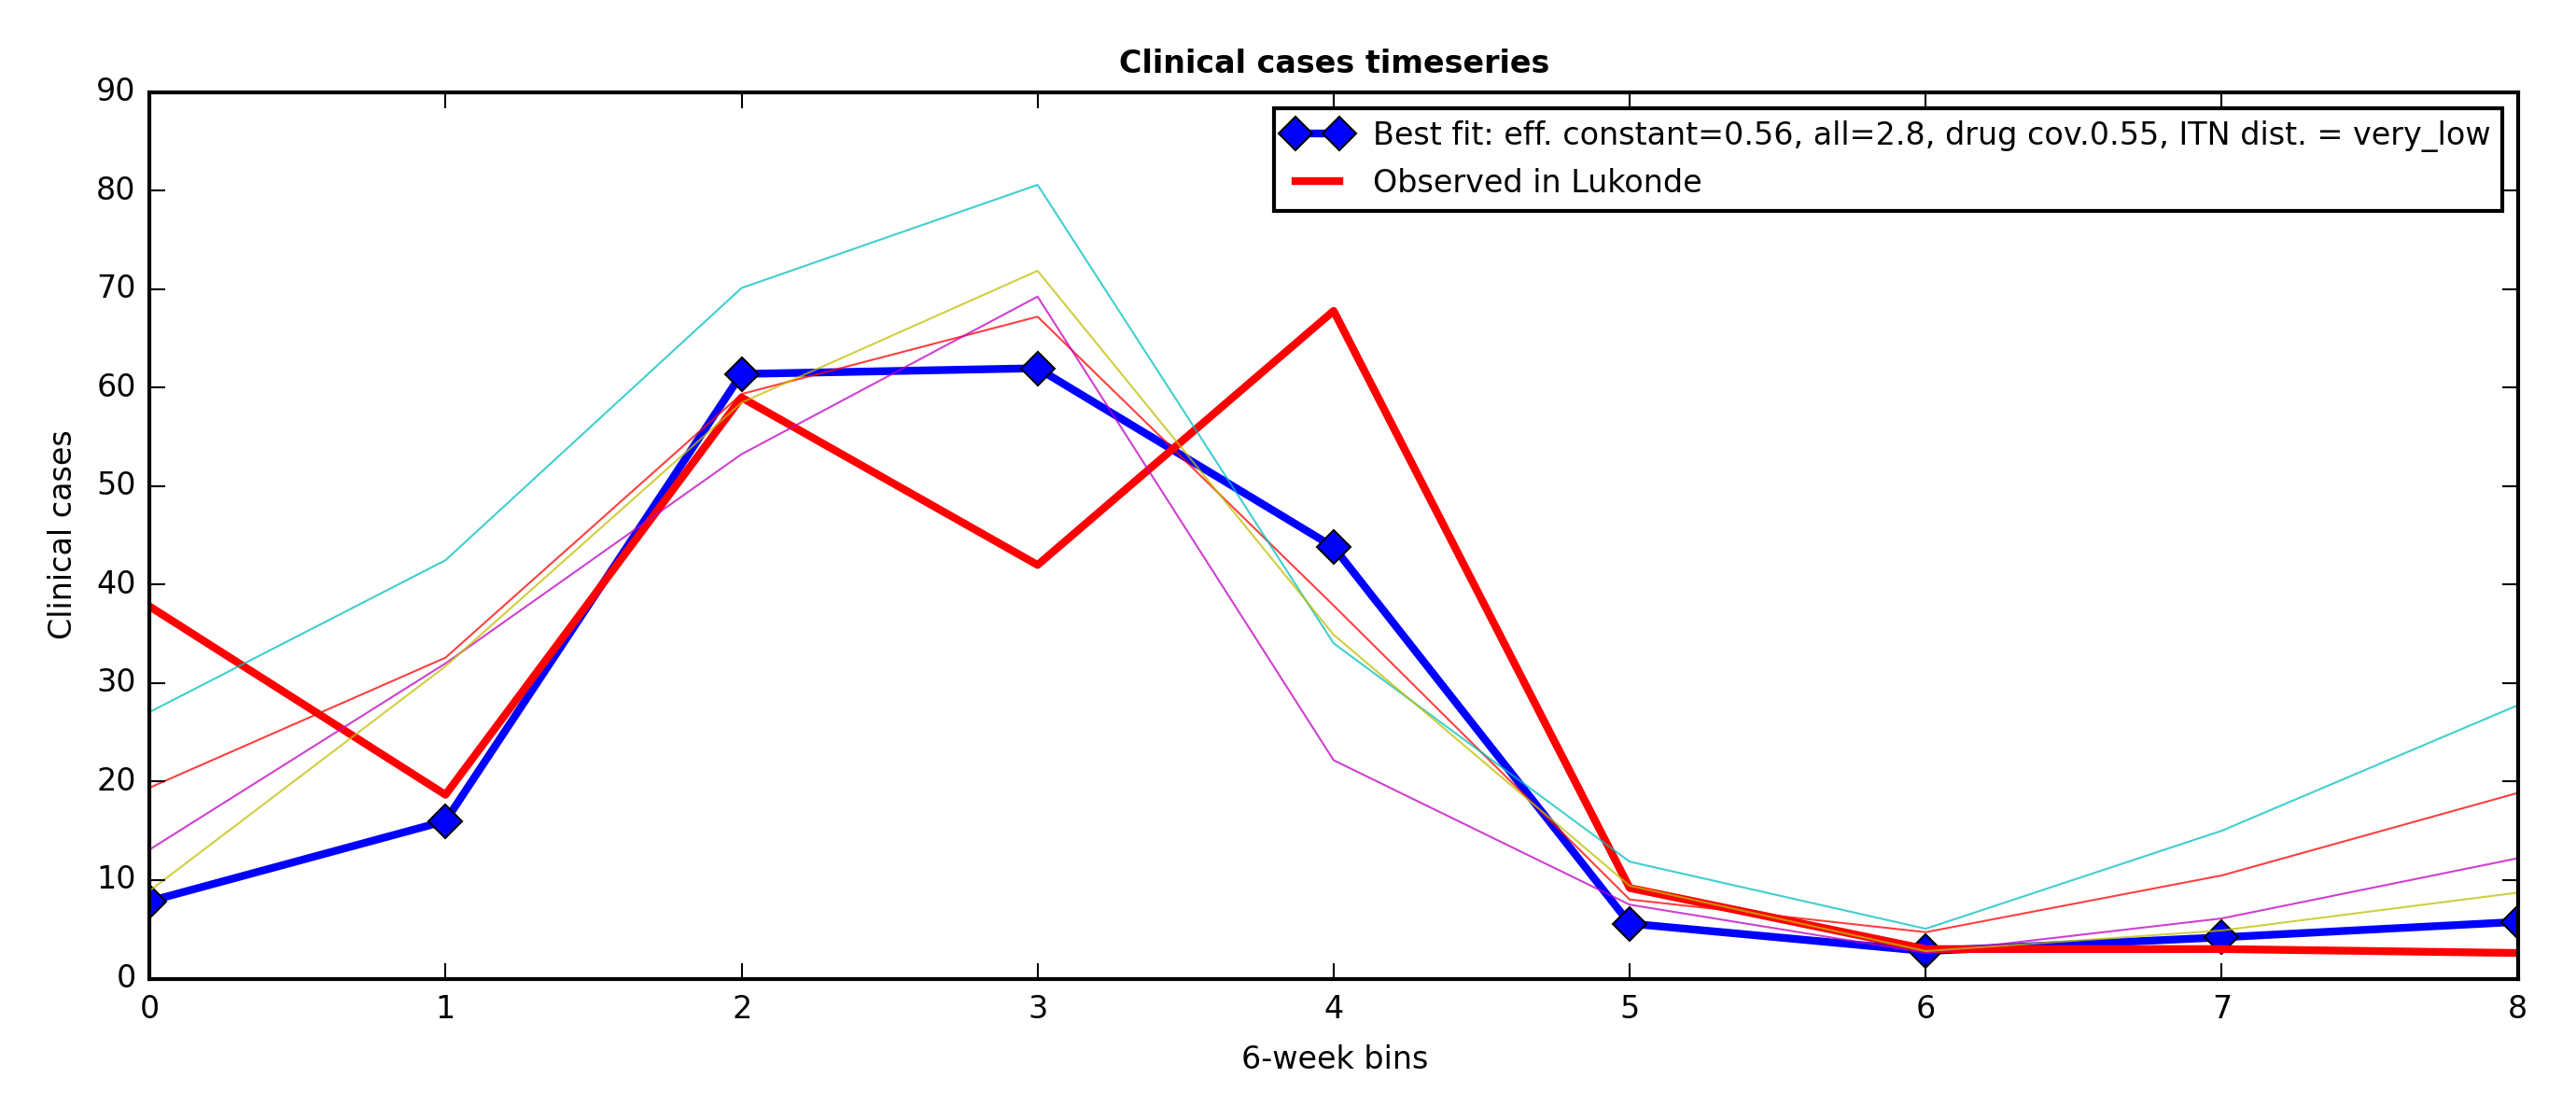 Clinical cases timeseries
90
80
70
60
50
40
30
20
10
0
Clinical cases
Best fit: eff. constant=0.56, all=2.8, drug cov.0.55, ITN dist. = very_low
Observed in Lukonde
0 1 2 3 4 5 6 7 8
6-week bins